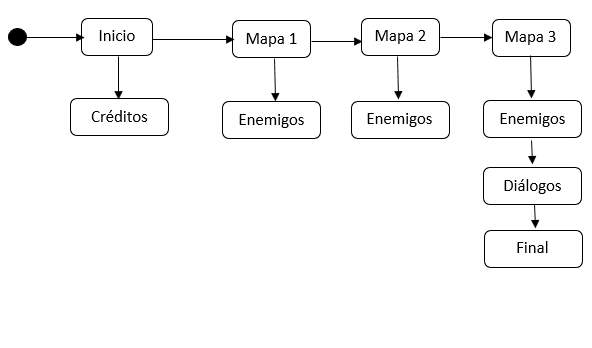 Inicio
Mapa 1
Mapa 2
Mapa 3
Créditos
Enemigos
Enemigos
Enemigos
Diálogos
Final